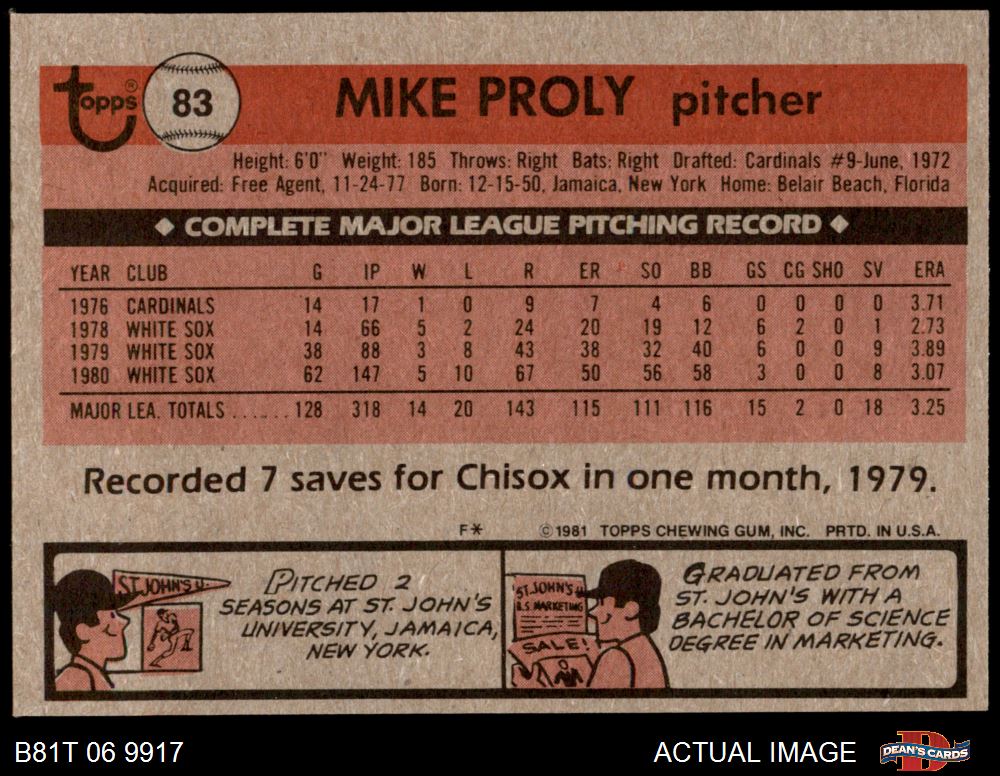 Topps® 83 MIKE PROLY pitcher
Height: 6'0" Weight: 185 Throws: Right Bats: Right Drafted: Cardinals #9-June, 1972
Acquired: Free Agent, 11-24-77 Born: 12-15-50, Jamaica, New York Home: Belair Beach, Florida
◆ COMPLETE MAJOR LEAGUE PITCHING RECORD ◆
YEAR CLUB G IP W L R ER SO BB GS CG SHO SV ERA
1976 CARDINALS 14 17 1 0 9 7 4 6 0 0 0 0 3.71
1978 WHITE SOX 14 66 5 2 24 20 19 12 6 2 0 1 2.73
1979 WHITE SOX 38 88 3 8 43 38 32 40 6 0 0 9 3.89
1980 WHITE SOX 62 147 5 10 67 50 56 58 3 0 0 8 3.07
MAJOR LEA. TOTALS ....... 128 318 14 20 143 115 111 116 15 2 0 18 3.25
Recorded 7 saves for Chisox in one month, 1979.
F* © 1981 TOPPS CHEWING GUM, INC. PRTD. IN U.S.A.
ST. JOHN'S U.
PITCHED 2
SEASONS AT ST. JOHN'S
UNIVERSITY, JAMAICA,
NEW YORK.
ST. JOHN'S U.
B.S. MARKETING
SALE!
GRADUATED FROM
ST. JOHN'S WITH A
BACHELOR OF SCIENCE
DEGREE IN MARKETING.
B81T 06 9917 ACTUAL IMAGE DEAN'S CARDS